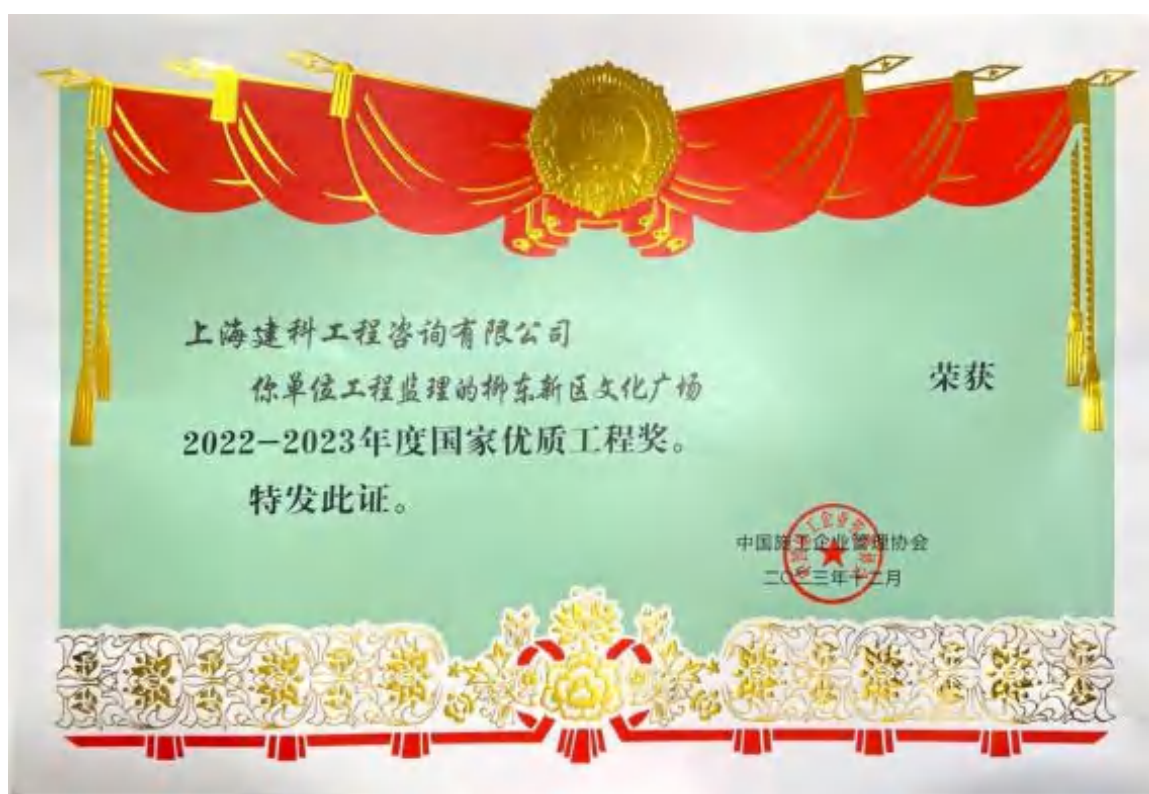 上海建科工程咨询有限公司
你单位工程监理的柳东新区文化广场 荣获
2022-2023年度国家优质工程奖。
特发此证。
中国施工企业管理协会
二〇二三年十二月